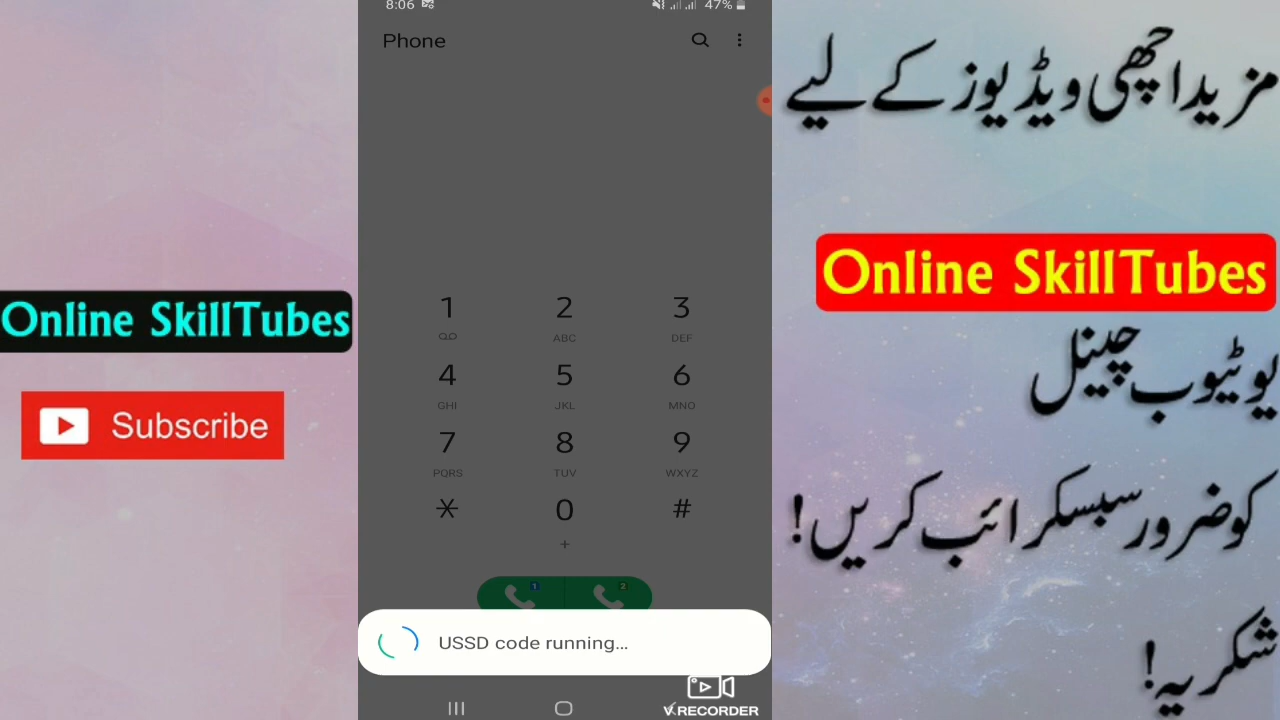 Online SkillTubes
Subscribe
8:06
47%
Phone
1
2
3
ABC
DEF
4
5
6
GHI
JKL
MNO
7
8
9
PQRS
TUV
WXYZ
*
0
#
+
1
2
USSD code running...
V RECORDER
مزید اچھی ویڈیوز کے لیے
Online SkillTubes
یوٹیوب چینل
کو ضرور سبسکرائب کریں!
شکریہ!